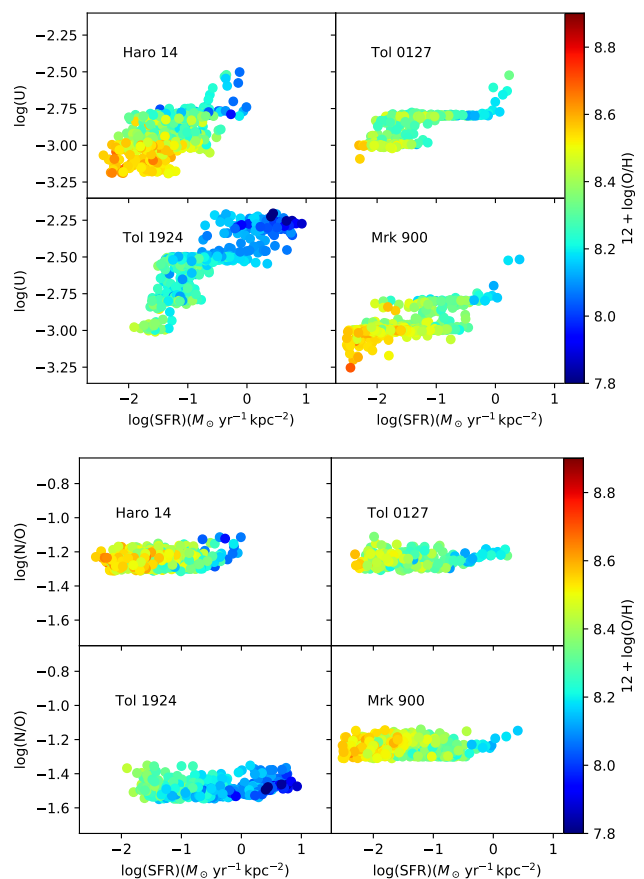 −2.25
−2.50
−2.75
−3.00
−3.25
log(U)
Haro 14
Tol 0127
−2.25
−2.50
−2.75
−3.00
−3.25
log(U)
Tol 1924
Mrk 900
−2 −1 0 1
−2 −1 0 1
log(SFR)(M⊙ yr⁻¹ kpc⁻²)
log(SFR)(M⊙ yr⁻¹ kpc⁻²)
8.8
8.6
8.4
8.2
8.0
7.8
12 + log(O/H)
−0.8
−1.0
−1.2
−1.4
−1.6
log(N/O)
Haro 14
Tol 0127
−0.8
−1.0
−1.2
−1.4
−1.6
log(N/O)
Tol 1924
Mrk 900
−2 −1 0 1
−2 −1 0 1
log(SFR)(M⊙ yr⁻¹ kpc⁻²)
log(SFR)(M⊙ yr⁻¹ kpc⁻²)
8.8
8.6
8.4
8.2
8.0
7.8
12 + log(O/H)